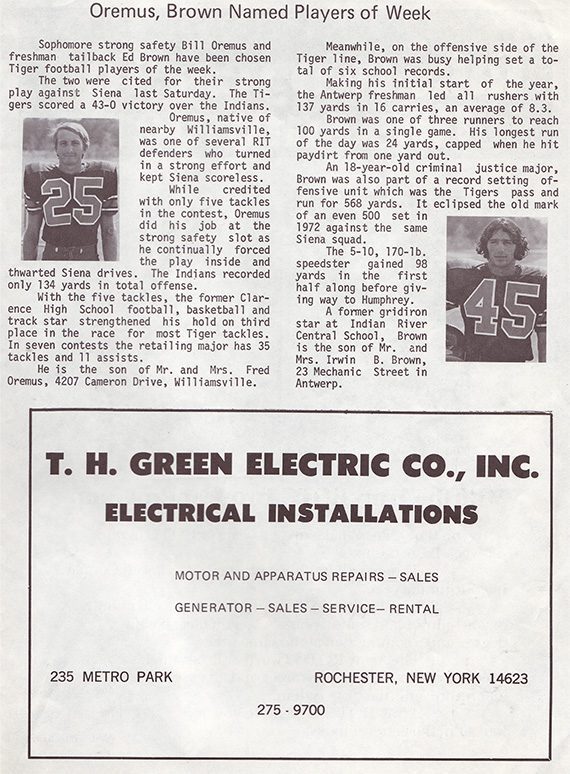 Oremus, Brown Named Players of Week
Sophomore strong safety Bill Oremus and
freshman tailback Ed Brown have been chosen
Tiger football players of the week.
The two were cited for their strong
play against Siena last Saturday. The Ti-
gers scored a 43-0 victory over the Indians.
Oremus, native of
nearby Williamsville,
was one of several RIT
defenders who turned
in a strong effort and
kept Siena scoreless.
While credited
with only five tackles
in the contest, Oremus
did his job at the
strong safety slot as
he continually forced
the play inside and
thwarted Siena drives. The Indians recorded
only 134 yards in total offense.
With the five tackles, the former Clar-
ence High School football, basketball and
track star strengthened his hold on third
place in the race for most Tiger tackles.
In seven contests the retailing major has 35
tackles and 11 assists.
He is the son of Mr. and Mrs. Fred
Oremus, 4207 Cameron Drive, Williamsville.
25
Meanwhile, on the offensive side of the
Tiger line, Brown was busy helping set a to-
tal of six school records.
Making his initial start of the year,
the Antwerp freshman led all rushers with
137 yards in 16 carries, an average of 8.3.
Brown was one of three runners to reach
100 yards in a single game. His longest run
of the day was 24 yards, capped when he hit
paydirt from one yard out.
An 18-year-old criminal justice major,
Brown was also part of a record setting of-
fensive unit which was the Tigers pass and
run for 568 yards. It eclipsed the old mark
of an even 500 set in
1972 against the same
Siena squad.
The 5-10, 170-lb.
speedster gained 98
yards in the first
half along before giv-
ing way to Humphrey.
A former gridiron
star at Indian River
Central School, Brown
is the son of Mr. and
Mrs. Irwin B. Brown,
23 Mechanic Street in
Antwerp.
45
T. H. GREEN ELECTRIC CO., INC.
ELECTRICAL INSTALLATIONS
MOTOR AND APPARATUS REPAIRS – SALES
GENERATOR – SALES – SERVICE– RENTAL
235 METRO PARK
ROCHESTER, NEW YORK 14623
275 - 9700